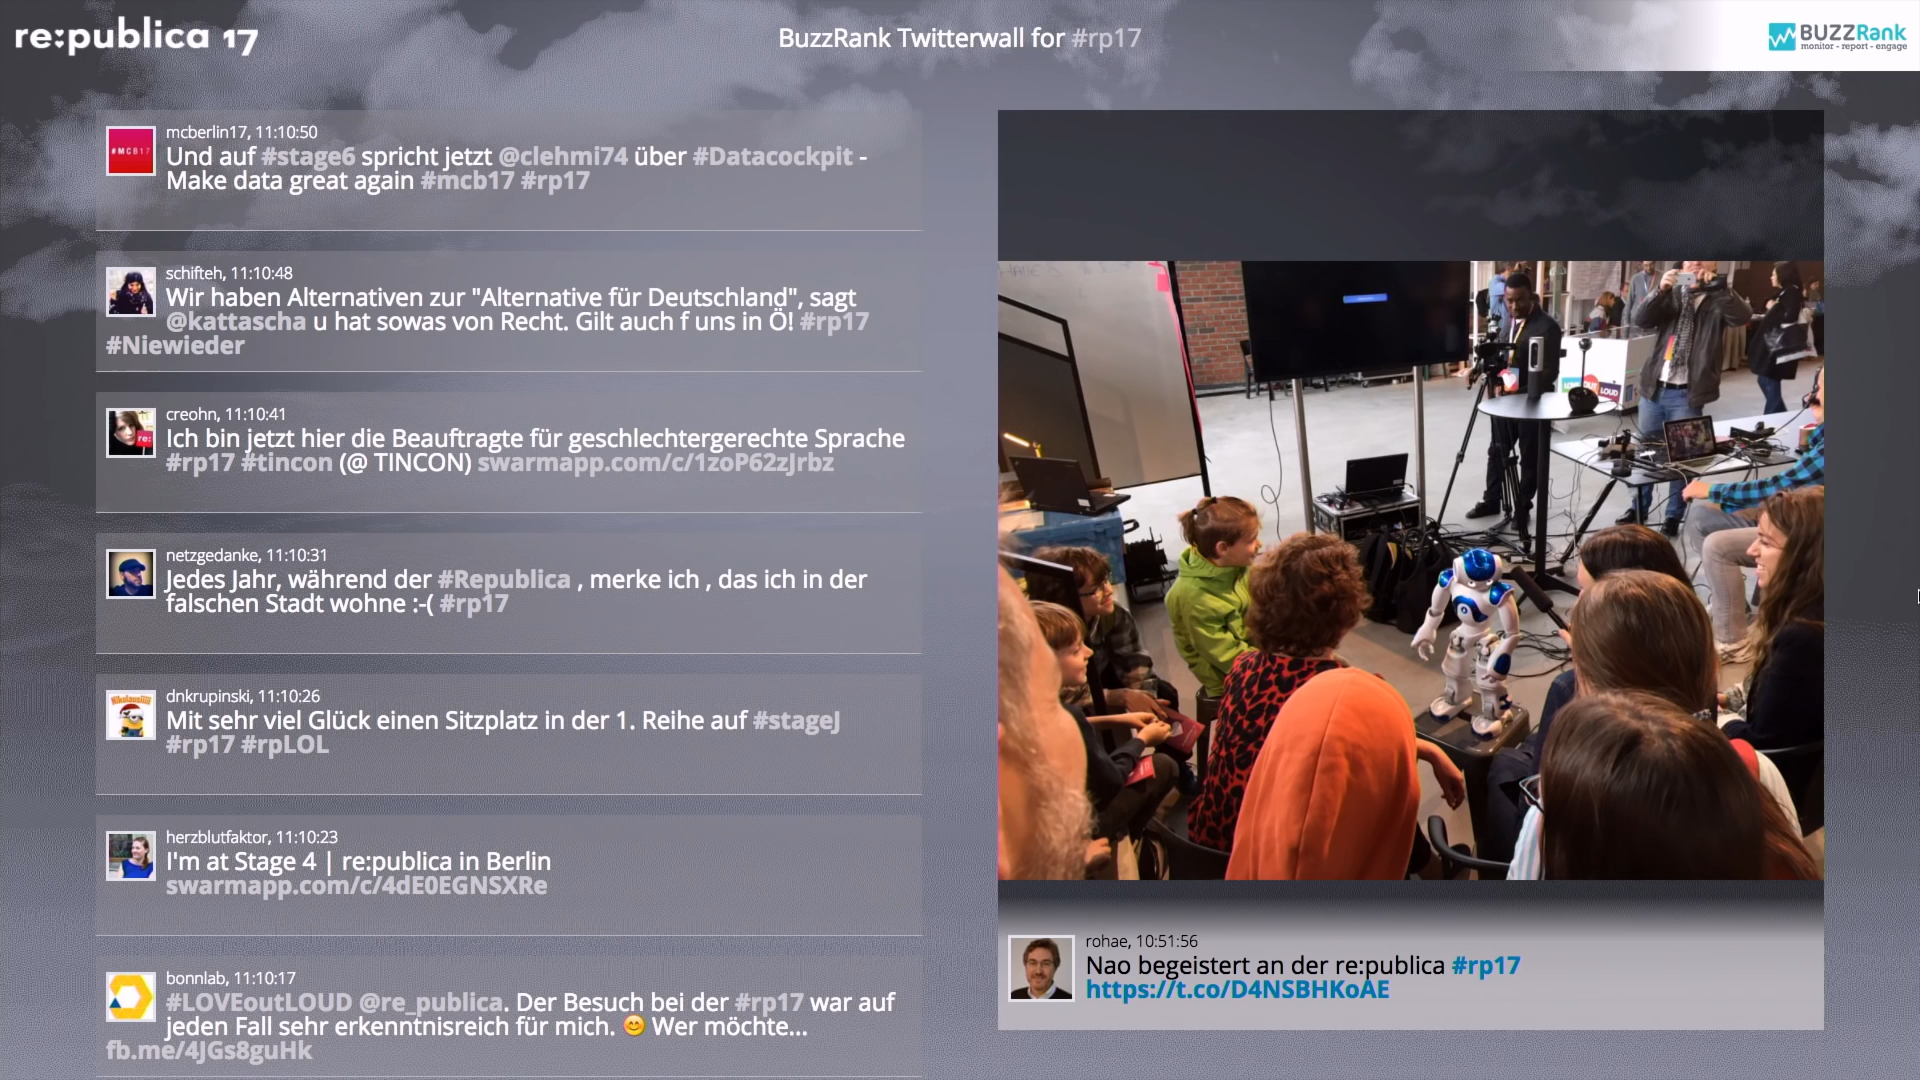 re:publica 17
BuzzRank Twitterwall for #rp17
BUZZRank
monitor - report - engage
#MCB17
mcberlin17, 11:10:50
Und auf #stage6 spricht jetzt @clehmi74 über #Datacockpit -
Make data great again #mcb17 #rp17
schifteh, 11:10:48
Wir haben Alternativen zur "Alternative für Deutschland", sagt
@kattascha u hat sowas von Recht. Gilt auch f uns in Ö! #rp17
#Niewieder
re:
creohn, 11:10:41
Ich bin jetzt hier die Beauftragte für geschlechtergerechte Sprache
#rp17 #tincon (@ TINCON) swarmapp.com/c/1zoP62zJrbz
netzgedanke, 11:10:31
Jedes Jahr, während der #Republica , merke ich , das ich in der
falschen Stadt wohne :-( #rp17
dnkrupinski, 11:10:26
Mit sehr viel Glück einen Sitzplatz in der 1. Reihe auf #stageJ
#rp17 #rpLOL
herzblutfaktor, 11:10:23
I'm at Stage 4 | re:publica in Berlin
swarmapp.com/c/4dE0EGNSXRe
bonnlab, 11:10:17
#LOVEoutLOUD @re_publica. Der Besuch bei der #rp17 war auf
jeden Fall sehr erkenntnisreich für mich. 😊 Wer möchte...
fb.me/4JGs8guHk
LOUD
rohae, 10:51:56
Nao begeistert an der re:publica #rp17
https://t.co/D4NSBHKoAE